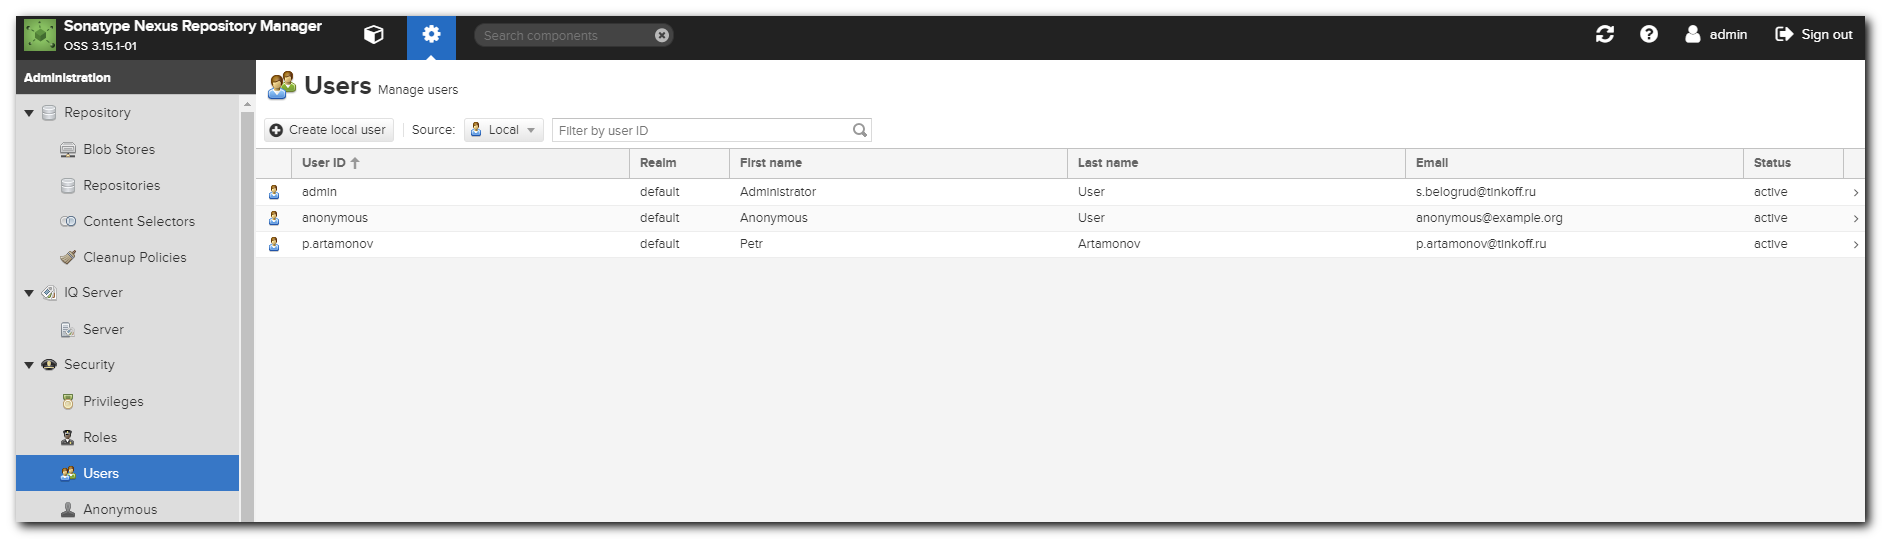 Sonatype Nexus Repository Manager
OSS 3.15.1-01
Search components
admin
Sign out
Administration
Repository
Blob Stores
Repositories
Content Selectors
Cleanup Policies
IQ Server
Server
Security
Privileges
Roles
Users
Anonymous
Users Manage users
Create local user Source: Local Filter by user ID
User ID Realm First name Last name Email Status
admin default Administrator User s.belogrud@tinkoff.ru active
anonymous default Anonymous User anonymous@example.org active
p.artamonov default Petr Artamonov p.artamonov@tinkoff.ru active